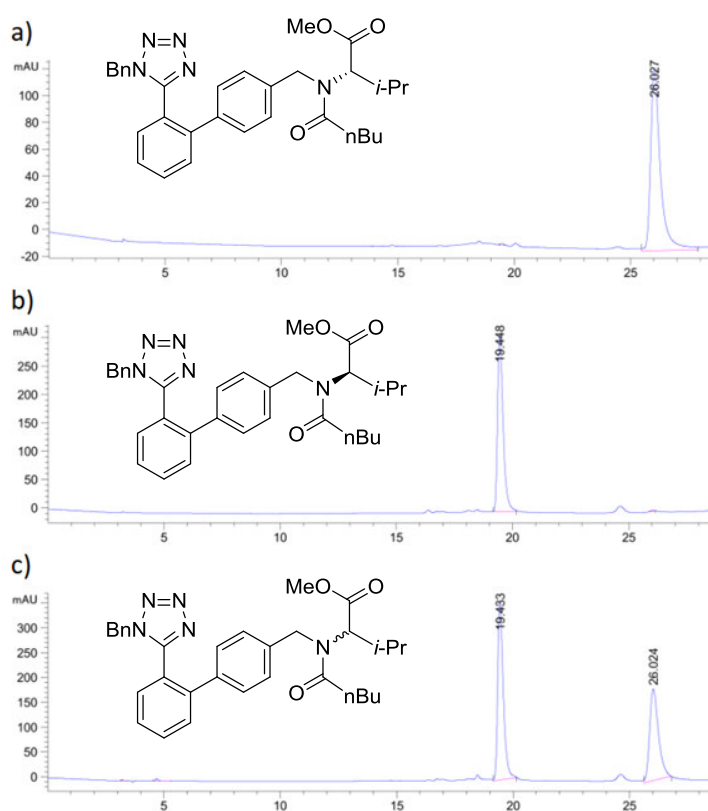 a)
mAU
100
80
60
40
20
0
-20
5
10
15
20
25
26.027
N N
N
N
Bn
MeO O
N i-Pr
O nBu
b)
mAU
250
200
150
100
50
0
5
10
15
20
25
19.448
N N
N
N
Bn
MeO O
N i-Pr
O nBu
c)
mAU
300
250
200
150
100
50
0
5
10
15
20
25
19.433
26.024
N N
N
N
Bn
MeO O
N i-Pr
O nBu